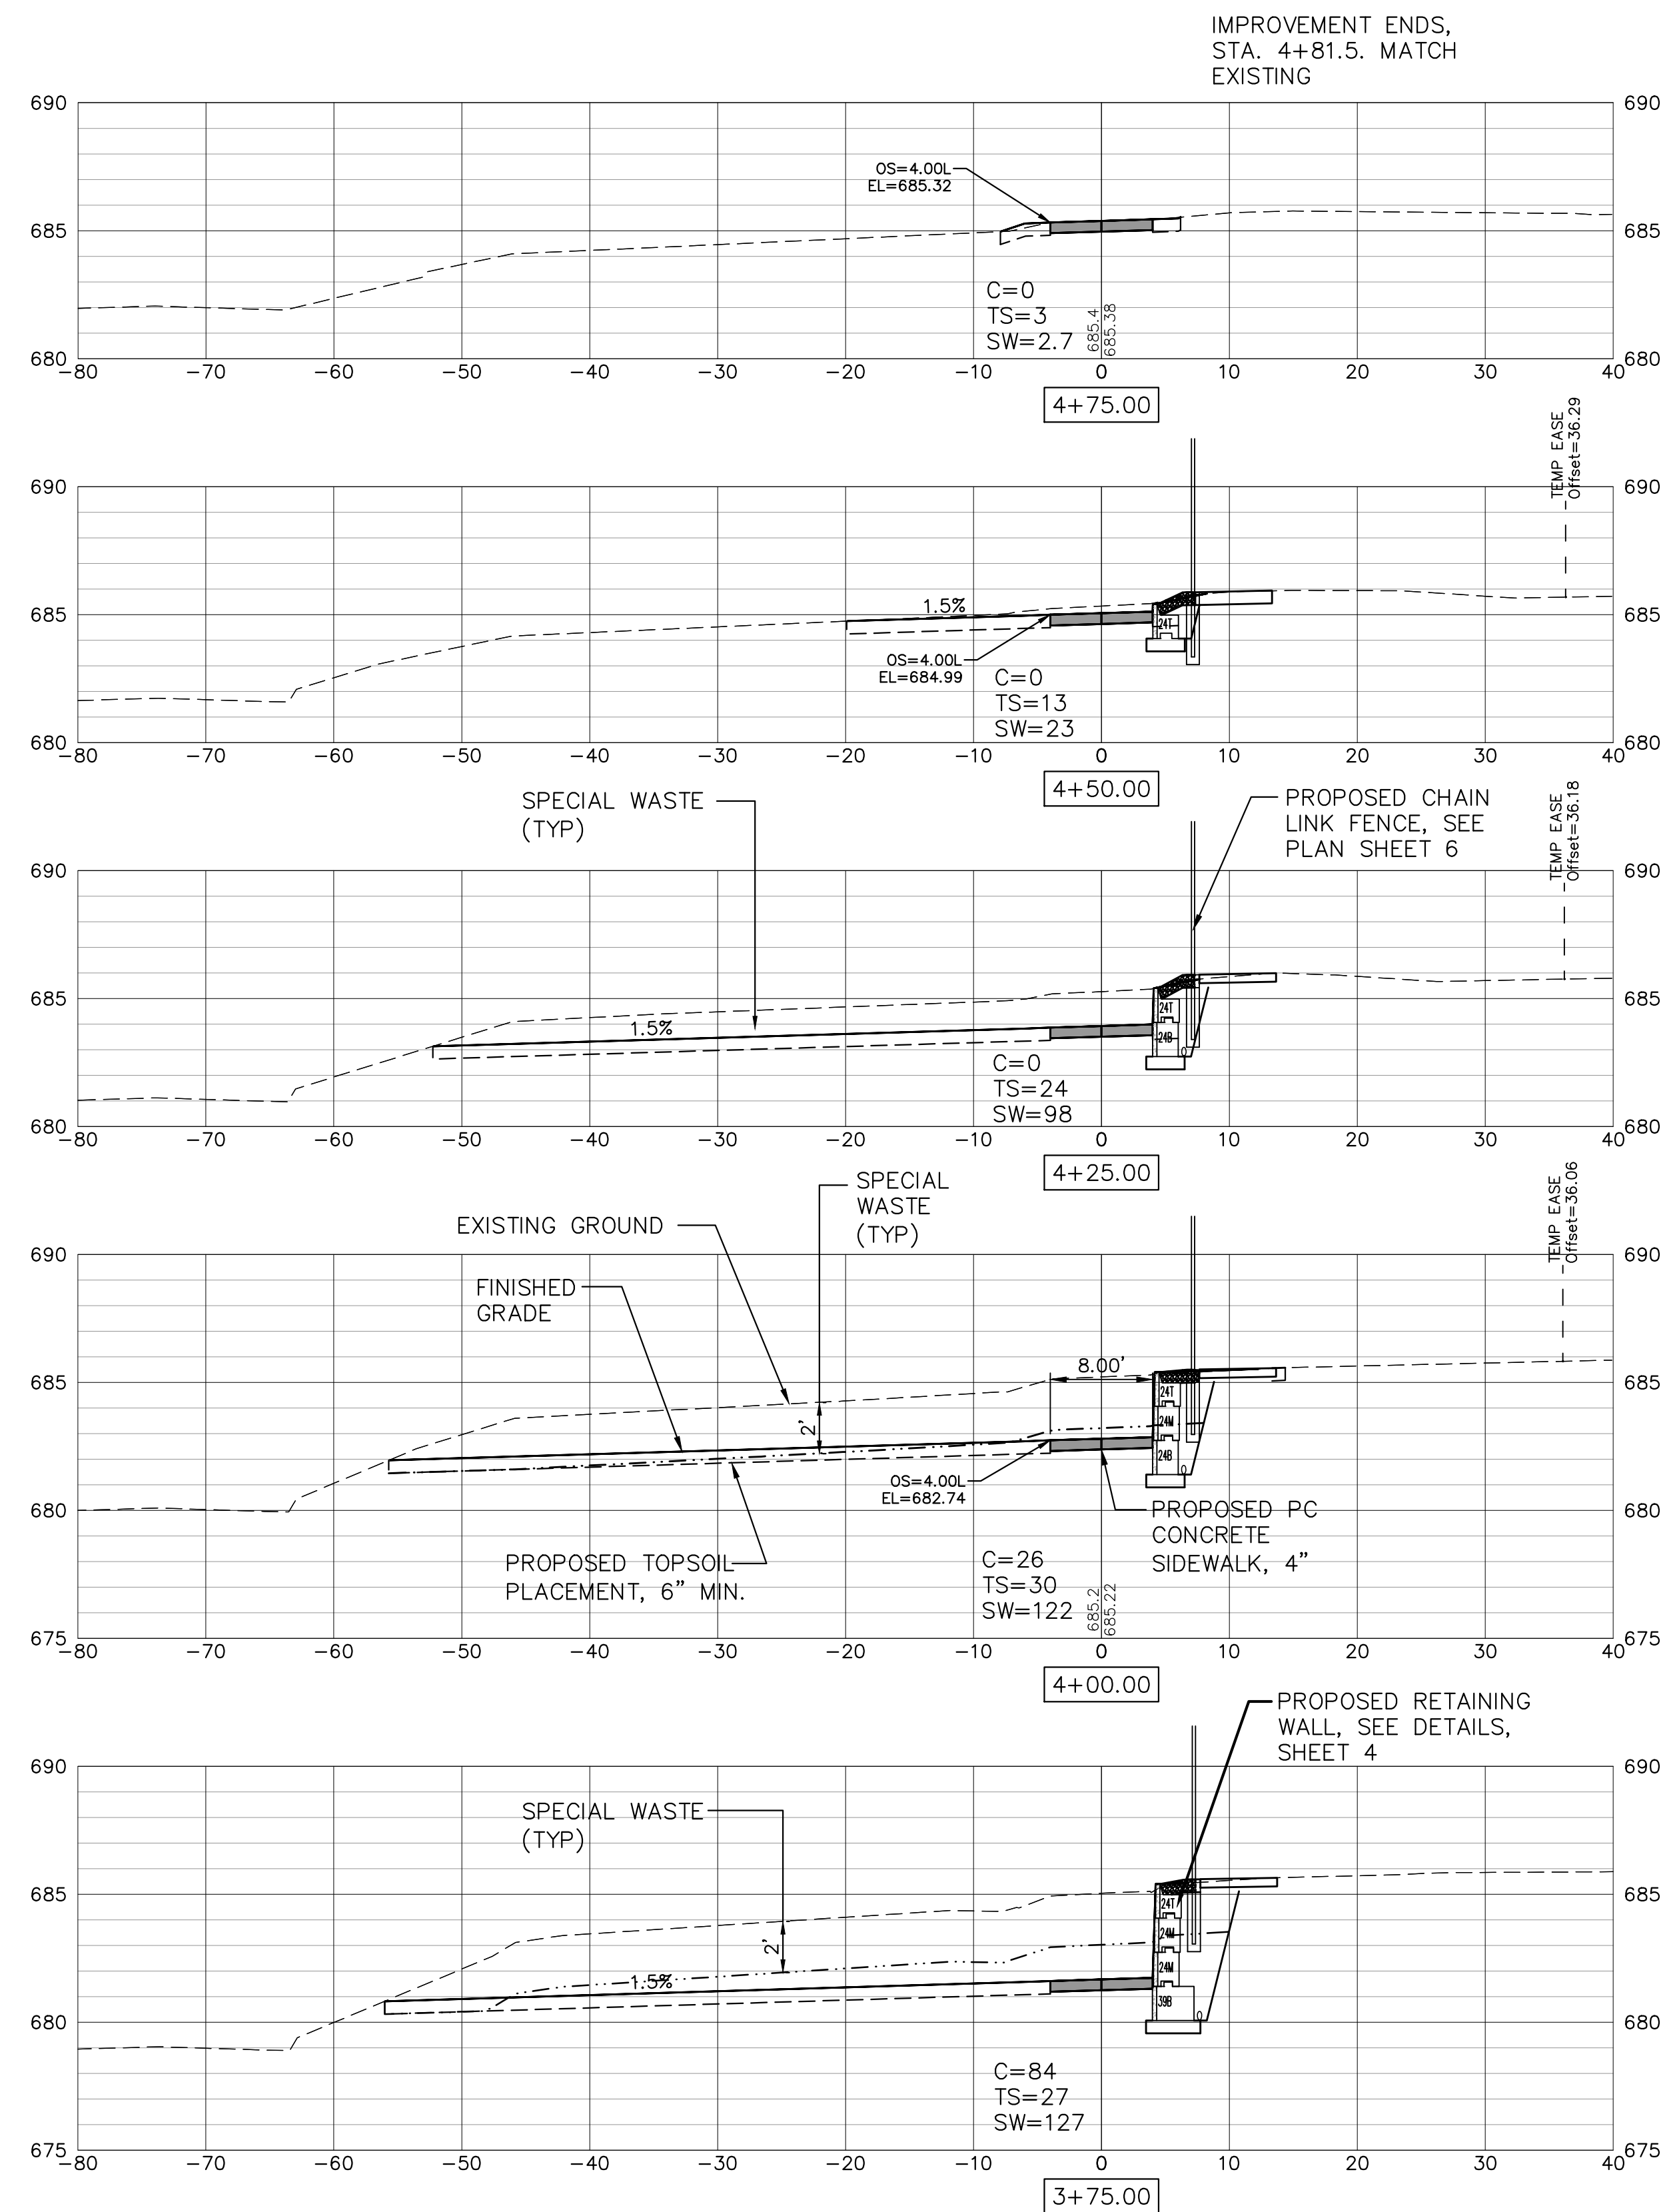 IMPROVEMENT ENDS,
STA. 4+81.5. MATCH
EXISTING
690
690
OS=4.00L
EL=685.32
685
685
C=0
TS=3
SW=2.7
685.4
685.38
680
680
-80 -70 -60 -50 -40 -30 -20 -10 0 10 20 30 40
4+75.00
TEMP EASE
Offset=36.29
690
690
1.5%
24T
685
685
OS=4.00L
EL=684.99
C=0
TS=13
SW=23
680
680
-80 -70 -60 -50 -40 -30 -20 -10 0 10 20 30 40
4+50.00
SPECIAL WASTE
(TYP)
PROPOSED CHAIN
LINK FENCE, SEE
PLAN SHEET 6
TEMP EASE
Offset=36.18
690
690
685
685
24T
1.5%
24B
C=0
TS=24
SW=98
680
680
-80 -70 -60 -50 -40 -30 -20 -10 0 10 20 30 40
4+25.00
SPECIAL
WASTE
(TYP)
EXISTING GROUND
TEMP EASE
Offset=36.06
690
690
FINISHED
GRADE
8.00'
685
685
24T
24M
2'
24B
OS=4.00L
EL=682.74
680
680
PROPOSED PC
CONCRETE
SIDEWALK, 4"
PROPOSED TOPSOIL
PLACEMENT, 6" MIN.
C=26
TS=30
SW=122
685.2
685.22
675
675
-80 -70 -60 -50 -40 -30 -20 -10 0 10 20 30 40
4+00.00
PROPOSED RETAINING
WALL, SEE DETAILS,
SHEET 4
690
690
SPECIAL WASTE
(TYP)
685
685
24T
24M
2'
24M
1.5%
39B
680
680
C=84
TS=27
SW=127
675
675
-80 -70 -60 -50 -40 -30 -20 -10 0 10 20 30 40
3+75.00